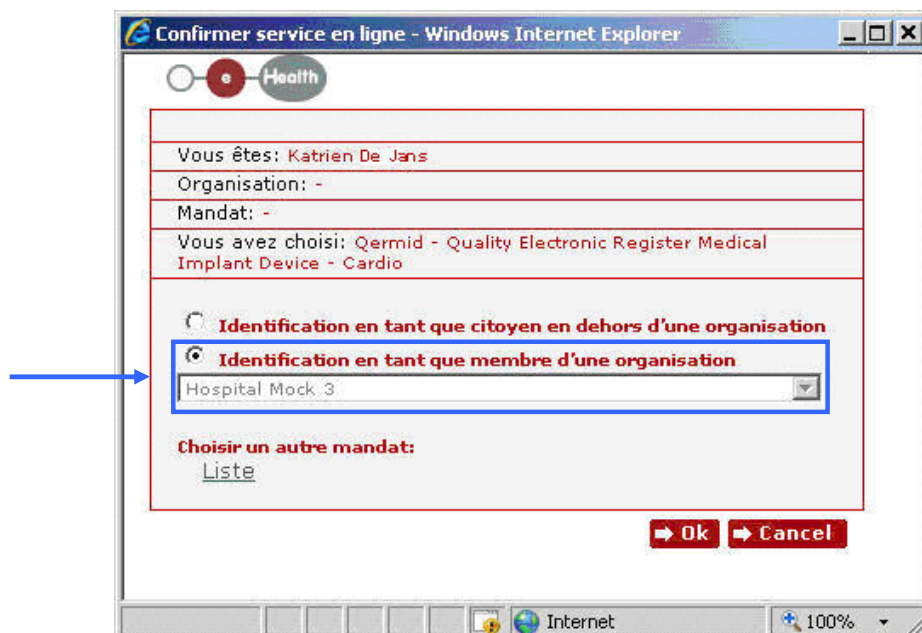 Confirmer service en ligne - Windows Internet Explorer
e Health
Vous êtes: Katrien De Jans
Organisation: -
Mandat: -
Vous avez choisi: Qermid - Quality Electronic Register Medical
Implant Device - Cardio
Identification en tant que citoyen en dehors d'une organisation
Identification en tant que membre d'une organisation
Hospital Mock 3
Choisir un autre mandat:
Liste
Ok Cancel
Internet 100%